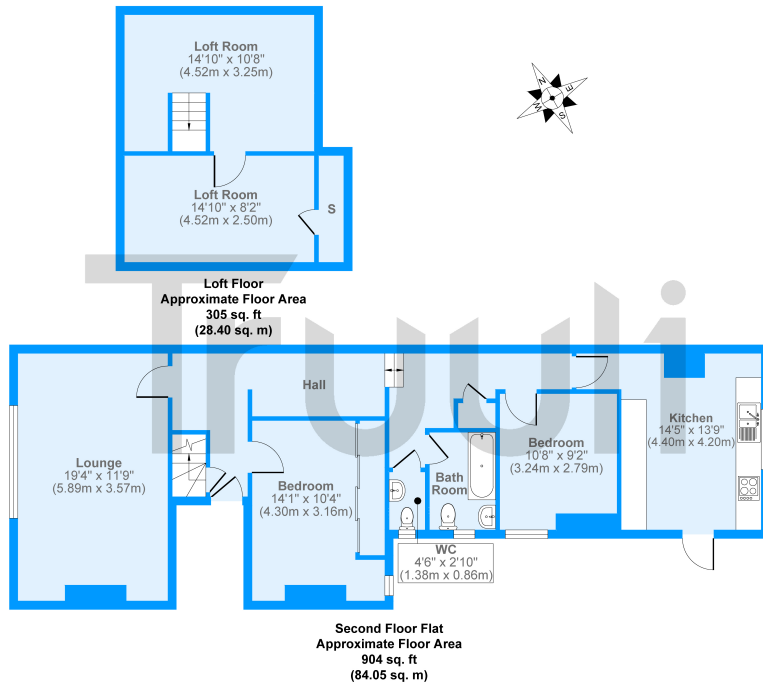 Loft Room
14'10" x 10'8"
(4.52m x 3.25m)
N
E
W
S
Loft Room
14'10" x 8'2"
(4.52m x 2.50m)
S
Truuli
Loft Floor
Approximate Floor Area
305 sq. ft
(28.40 sq. m)
Hall
Kitchen
14'5" x 13'9"
(4.40m x 4.20m)
Lounge
19'4" x 11'9"
(5.89m x 3.57m)
Bedroom
14'1" x 10'4"
(4.30m x 3.16m)
Bath
Room
Bedroom
10'8" x 9'2"
(3.24m x 2.79m)
WC
4'6" x 2'10"
(1.38m x 0.86m)
Second Floor Flat
Approximate Floor Area
904 sq. ft
(84.05 sq. m)